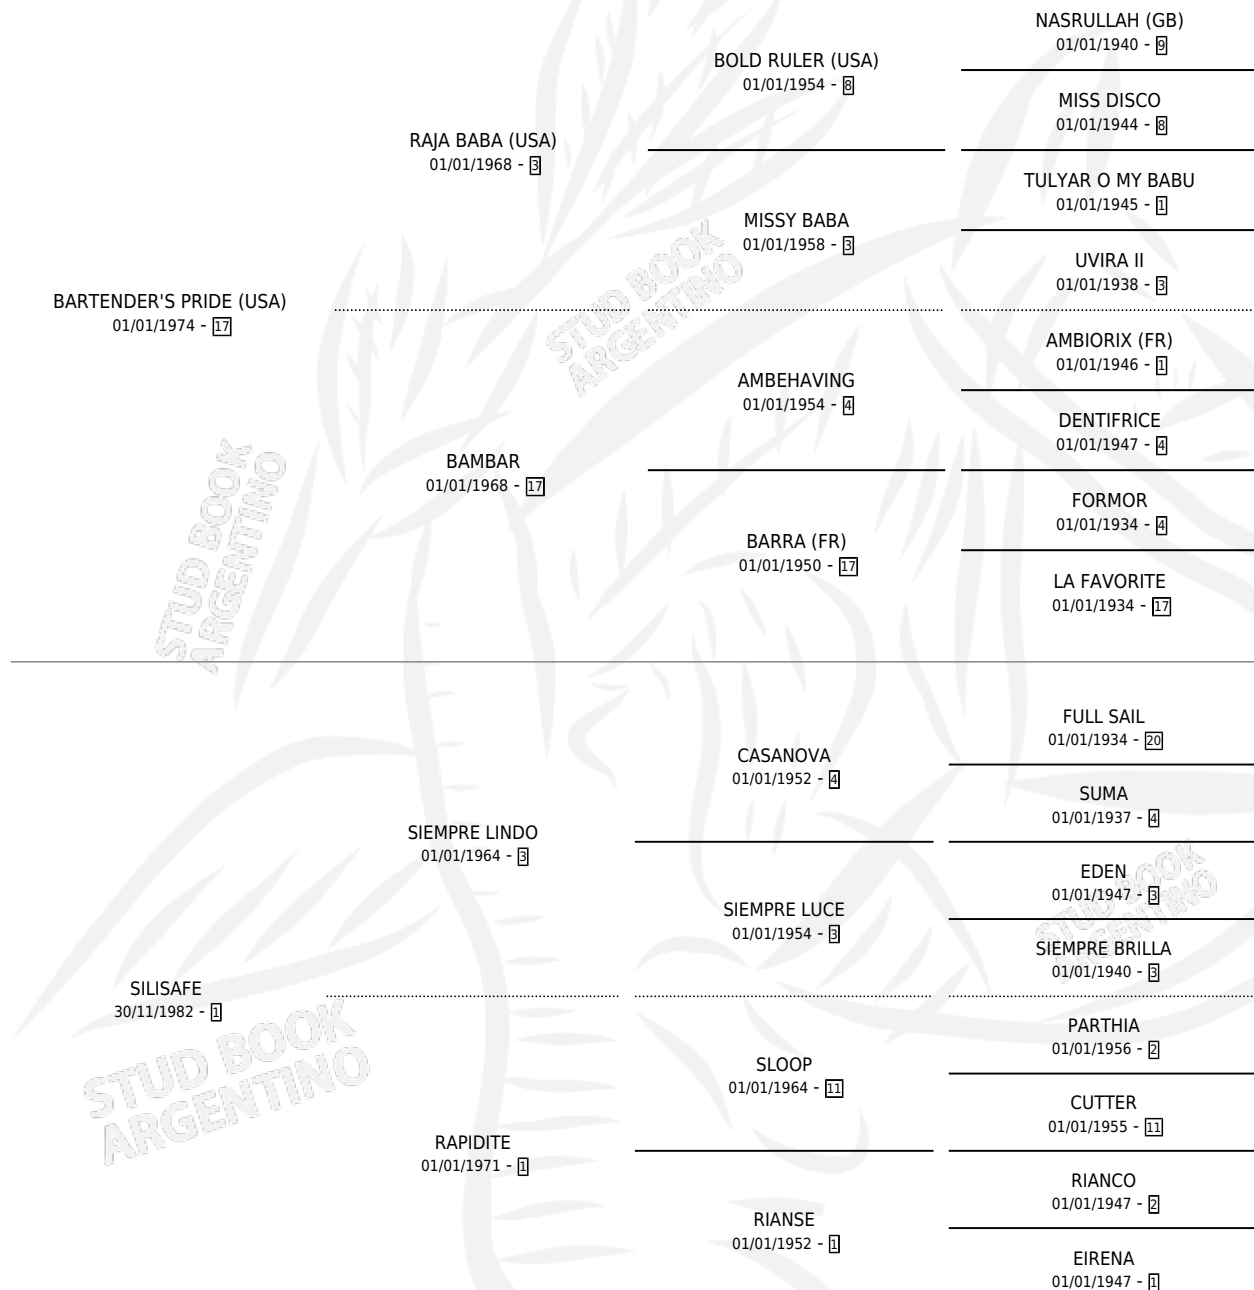 NASRULLAH (GB)
01/01/1940 - 9
BOLD RULER (USA)
01/01/1954 - 8
MISS DISCO
01/01/1944 - 8
RAJA BABA (USA)
01/01/1968 - 3
TULYAR O MY BABU
01/01/1945 - 1
MISSY BABA
01/01/1958 - 3
UVIRA II
01/01/1938 - 3
BARTENDER'S PRIDE (USA)
01/01/1974 - 17
AMBIORIX (FR)
01/01/1946 - 1
AMBEHAVING
01/01/1954 - 4
DENTIFRICE
01/01/1947 - 4
BAMBAR
01/01/1968 - 17
FORMOR
01/01/1934 - 4
BARRA (FR)
01/01/1950 - 17
LA FAVORITE
01/01/1934 - 17
STUD BOOK
ARGENTINO
STUD BOOK
ARGENTINO
FULL SAIL
01/01/1934 - 20
CASANOVA
01/01/1952 - 4
SUMA
01/01/1937 - 4
SIEMPRE LINDO
01/01/1964 - 3
EDEN
01/01/1947 - 3
SIEMPRE LUCE
01/01/1954 - 3
SIEMPRE BRILLA
01/01/1940 - 3
SILISAFE
30/11/1982 - 1
PARTHIA
01/01/1956 - 2
SLOOP
01/01/1964 - 11
CUTTER
01/01/1955 - 11
RAPIDITE
01/01/1971 - 1
RIANCO
01/01/1947 - 2
RIANSE
01/01/1952 - 1
EIRENA
01/01/1947 - 1
STUD BOOK
ARGENTINO
STUD BOOK
ARGENTINO